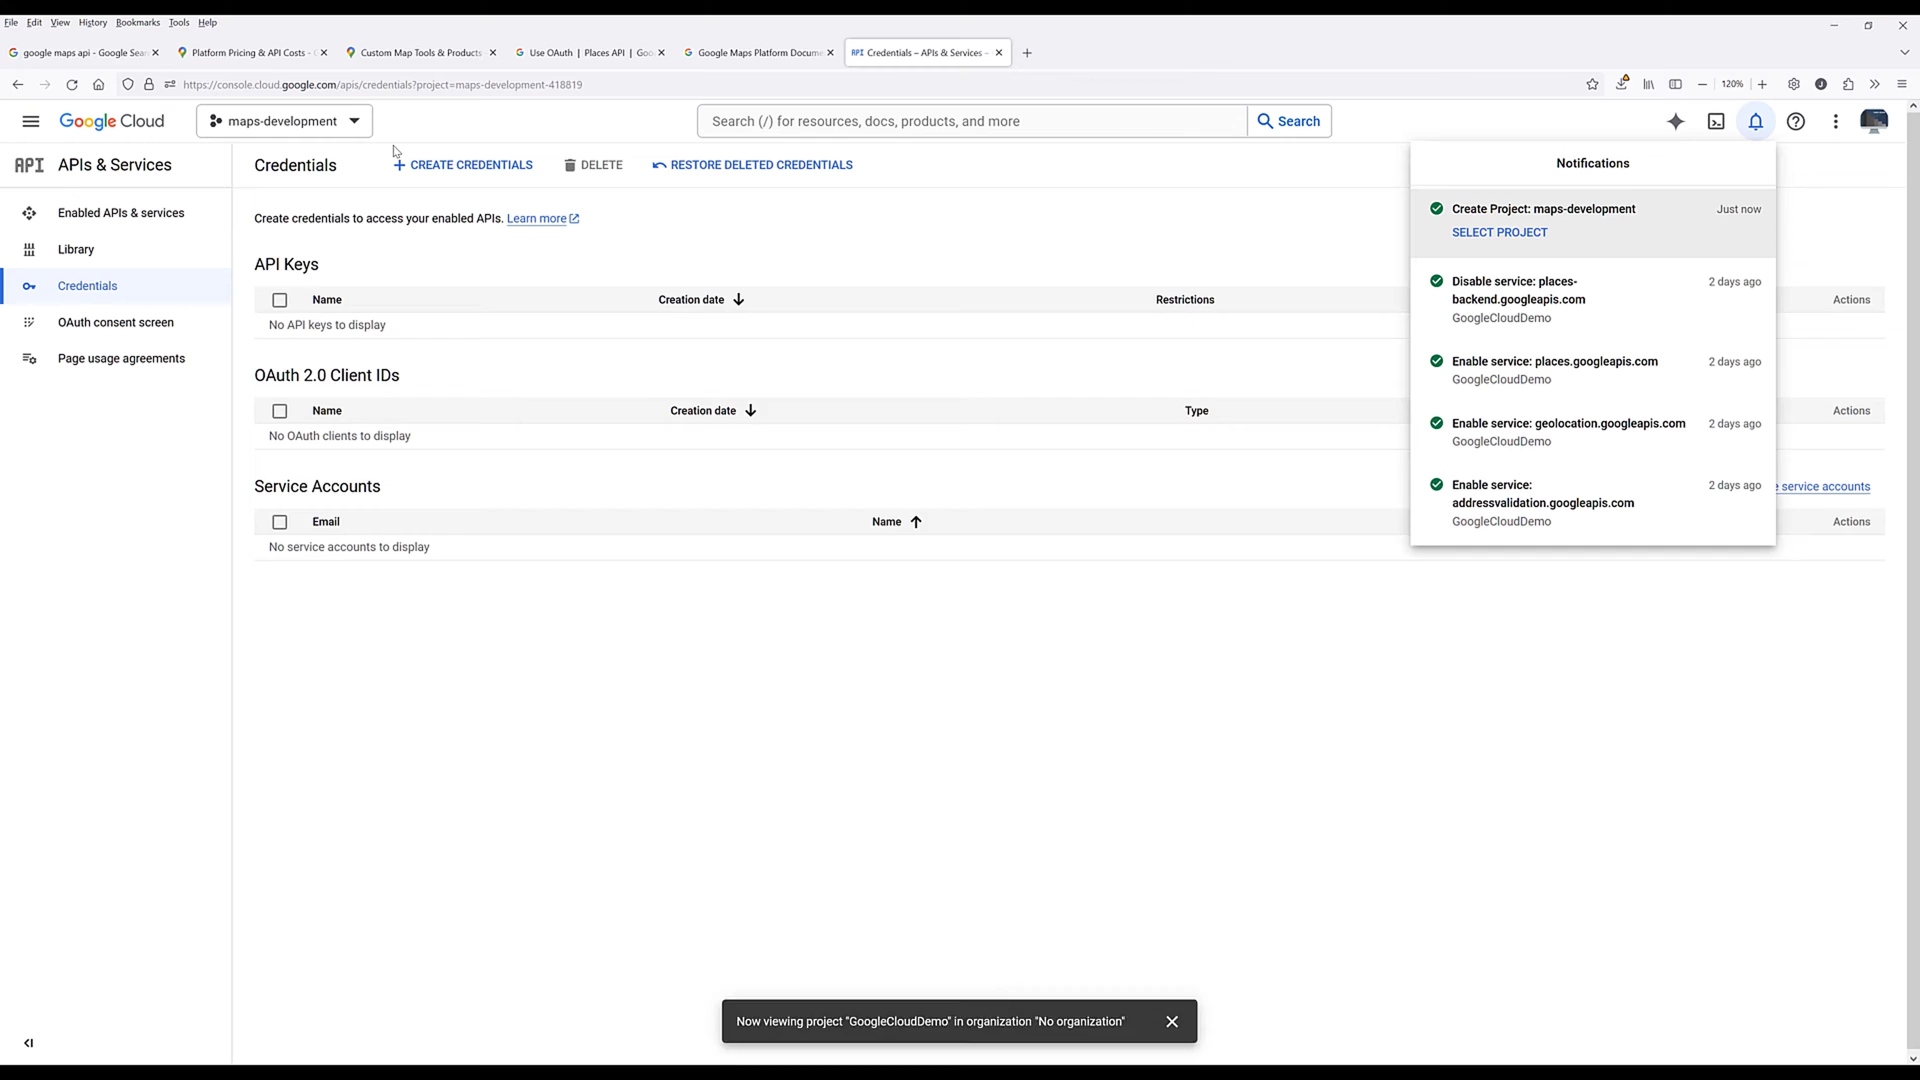 File Edit View History Bookmarks Tools Help
google maps api - Google Sea
Platform Pricing & API Costs -
Custom Map Tools & Products
Use OAuth | Places API | Goo
Google Maps Platform Docume
API Credentials – APIs & Services –
https://console.cloud.google.com/apis/credentials?project=maps-development-418819
120%
Google Cloud
maps-development
Search (/) for resources, docs, products, and more
Search
API APIs & Services
Enabled APIs & services
Library
Credentials
OAuth consent screen
Page usage agreements
Credentials
+ CREATE CREDENTIALS
DELETE
RESTORE DELETED CREDENTIALS
Create credentials to access your enabled APIs. Learn more
API Keys
Name Creation date Restrictions Actions
No API keys to display
OAuth 2.0 Client IDs
Name Creation date Type Actions
No OAuth clients to display
Service Accounts
e service accounts
Email Name Actions
No service accounts to display
Notifications
Create Project: maps-development Just now
SELECT PROJECT
Disable service: places- 2 days ago
backend.googleapis.com
GoogleCloudDemo
Enable service: places.googleapis.com 2 days ago
GoogleCloudDemo
Enable service: geolocation.googleapis.com 2 days ago
GoogleCloudDemo
Enable service: 2 days ago
addressvalidation.googleapis.com
GoogleCloudDemo
Now viewing project "GoogleCloudDemo" in organization "No organization"